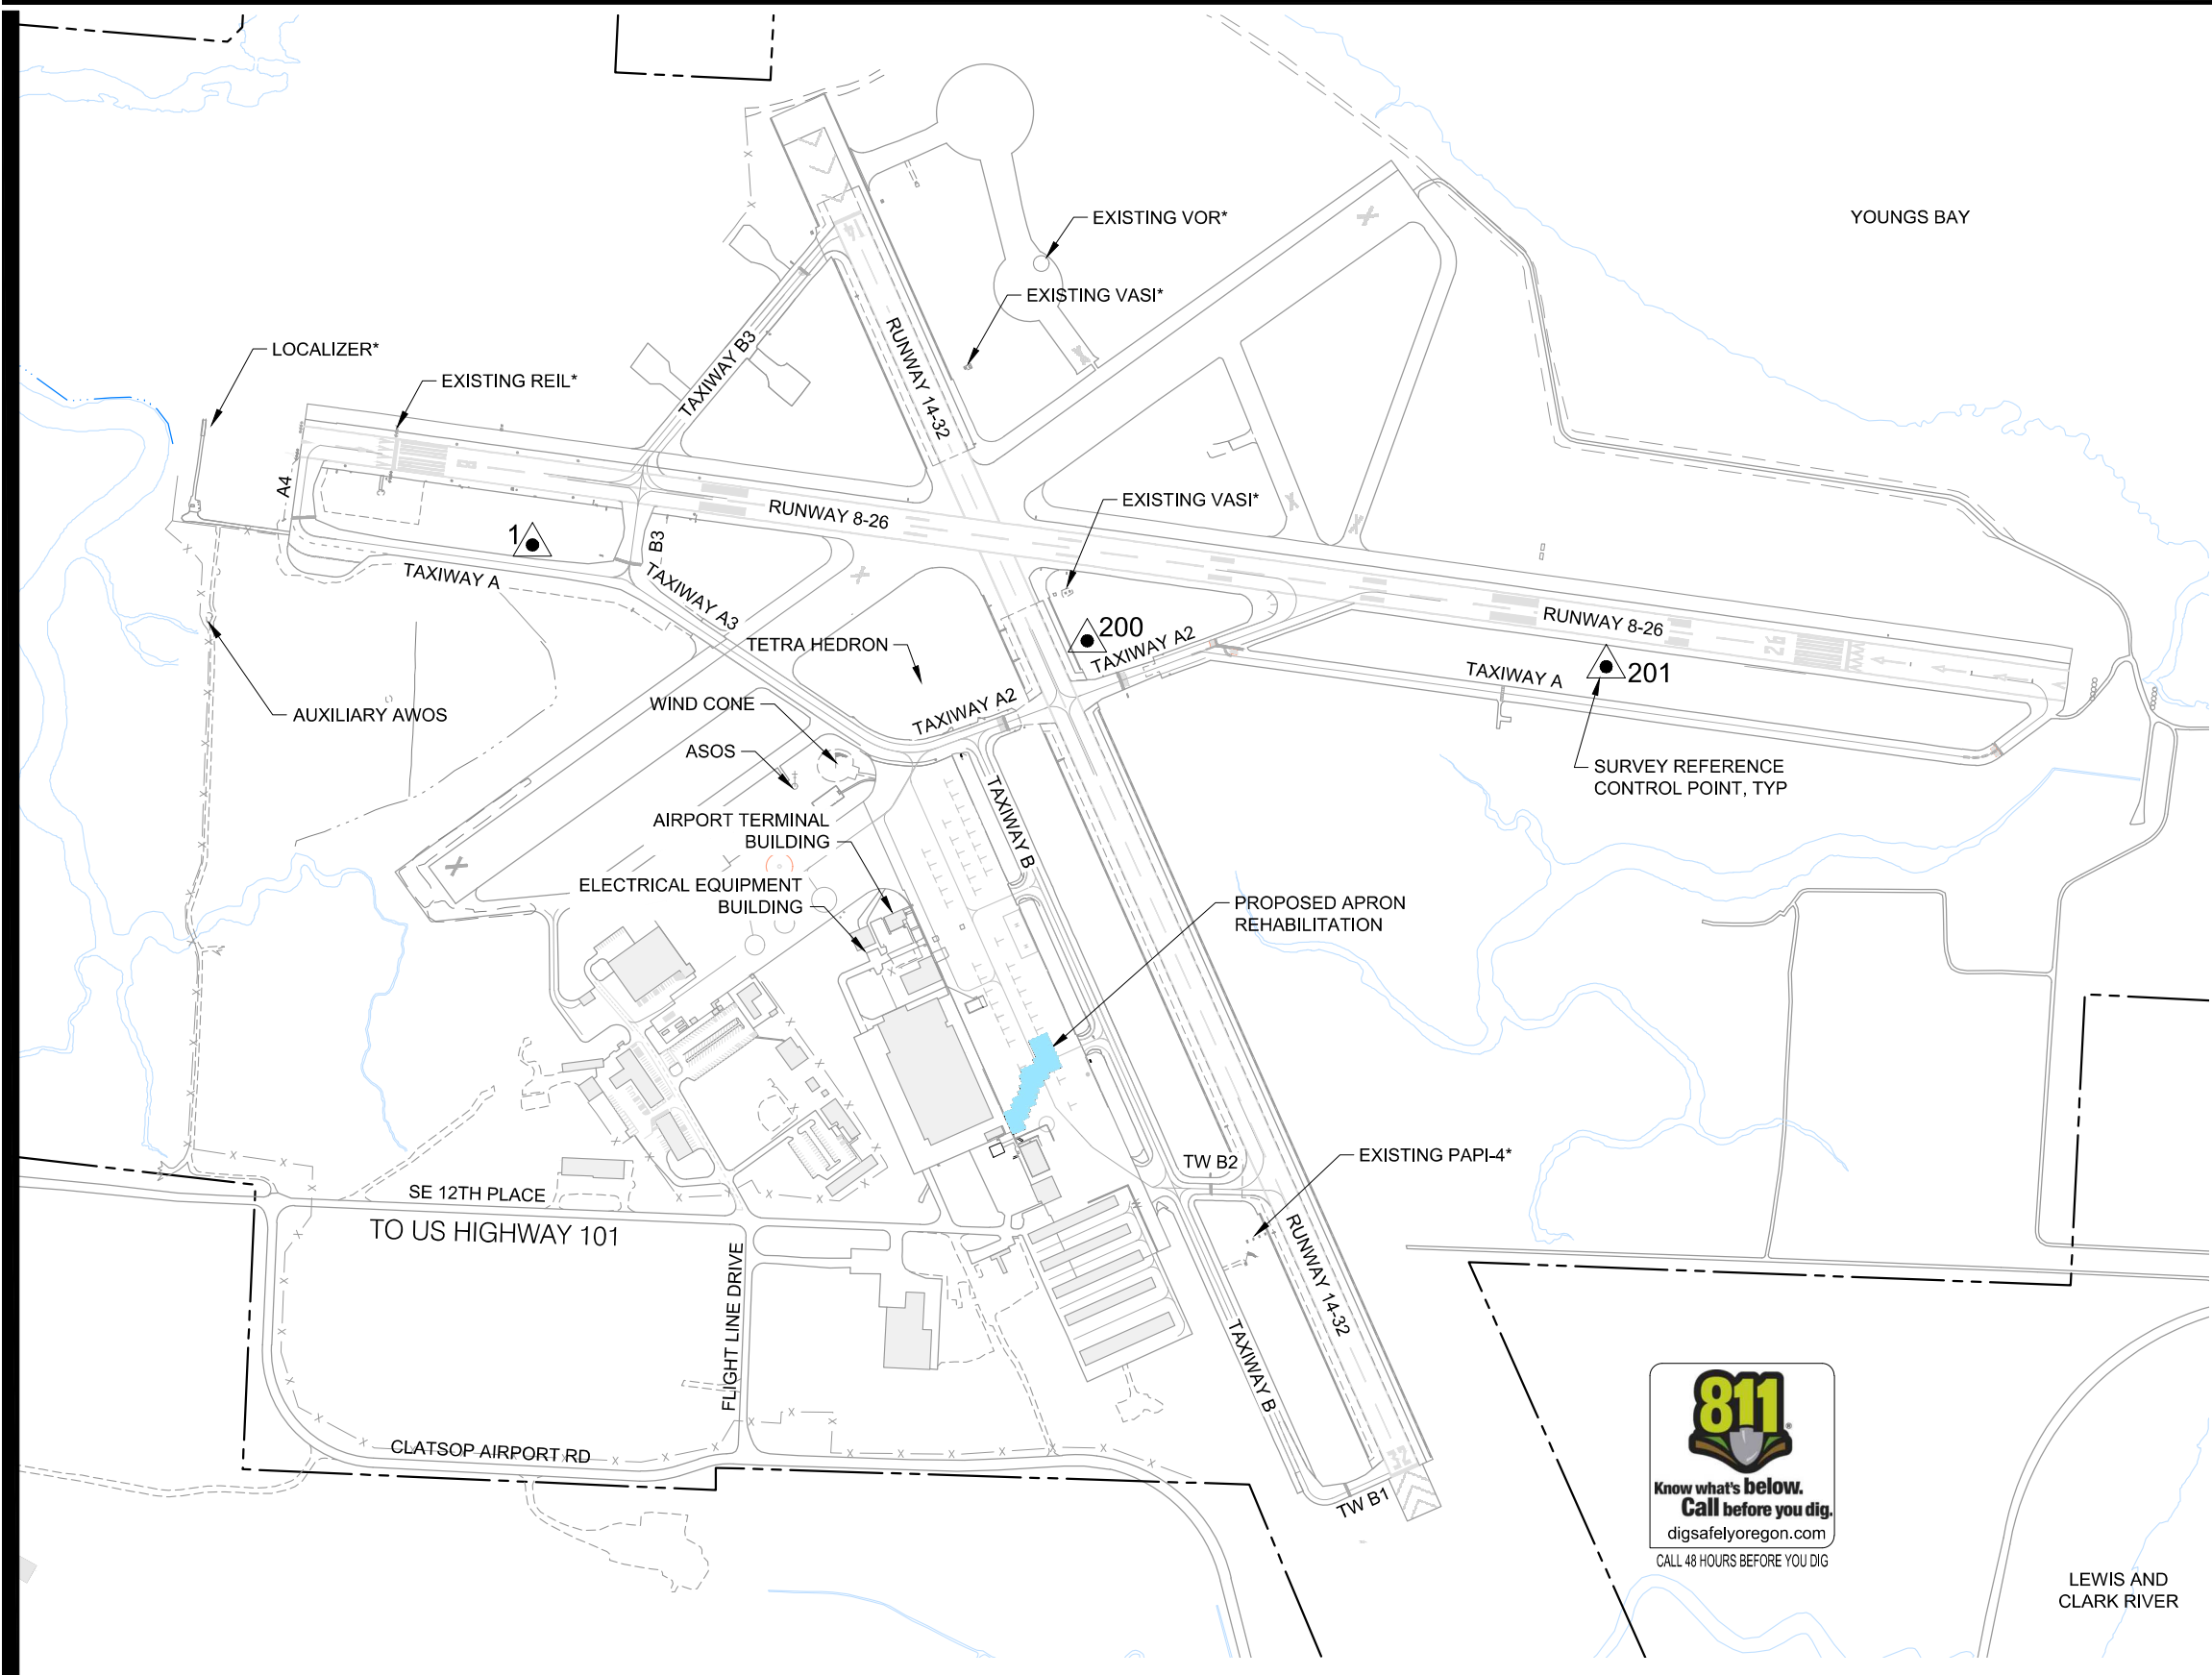 YOUNGS BAY
EXISTING VOR*
EXISTING VASI*
LOCALIZER*
EXISTING REIL*
TAXIWAY B3
RUNWAY 14-32
14
8
A4
RUNWAY 8-26
EXISTING VASI*
1
B3
TAXIWAY A
TAXIWAY A3
200
TAXIWAY A2
RUNWAY 8-26
26
TETRA HEDRON
TAXIWAY A
201
WIND CONE
TAXIWAY A2
AUXILIARY AWOS
ASOS
SURVEY REFERENCE
CONTROL POINT, TYP
TAXIWAY B
AIRPORT TERMINAL
BUILDING
ELECTRICAL EQUIPMENT
BUILDING
PROPOSED APRON
REHABILITATION
TW B2
EXISTING PAPI-4*
SE 12TH PLACE
TO US HIGHWAY 101
RUNWAY 14-32
FLIGHT LINE DRIVE
TAXIWAY B
CLATSOP AIRPORT RD
32
TW B1
811
®
Know what's below.
Call before you dig.
digsafelyoregon.com
CALL 48 HOURS BEFORE YOU DIG
LEWIS AND
CLARK RIVER